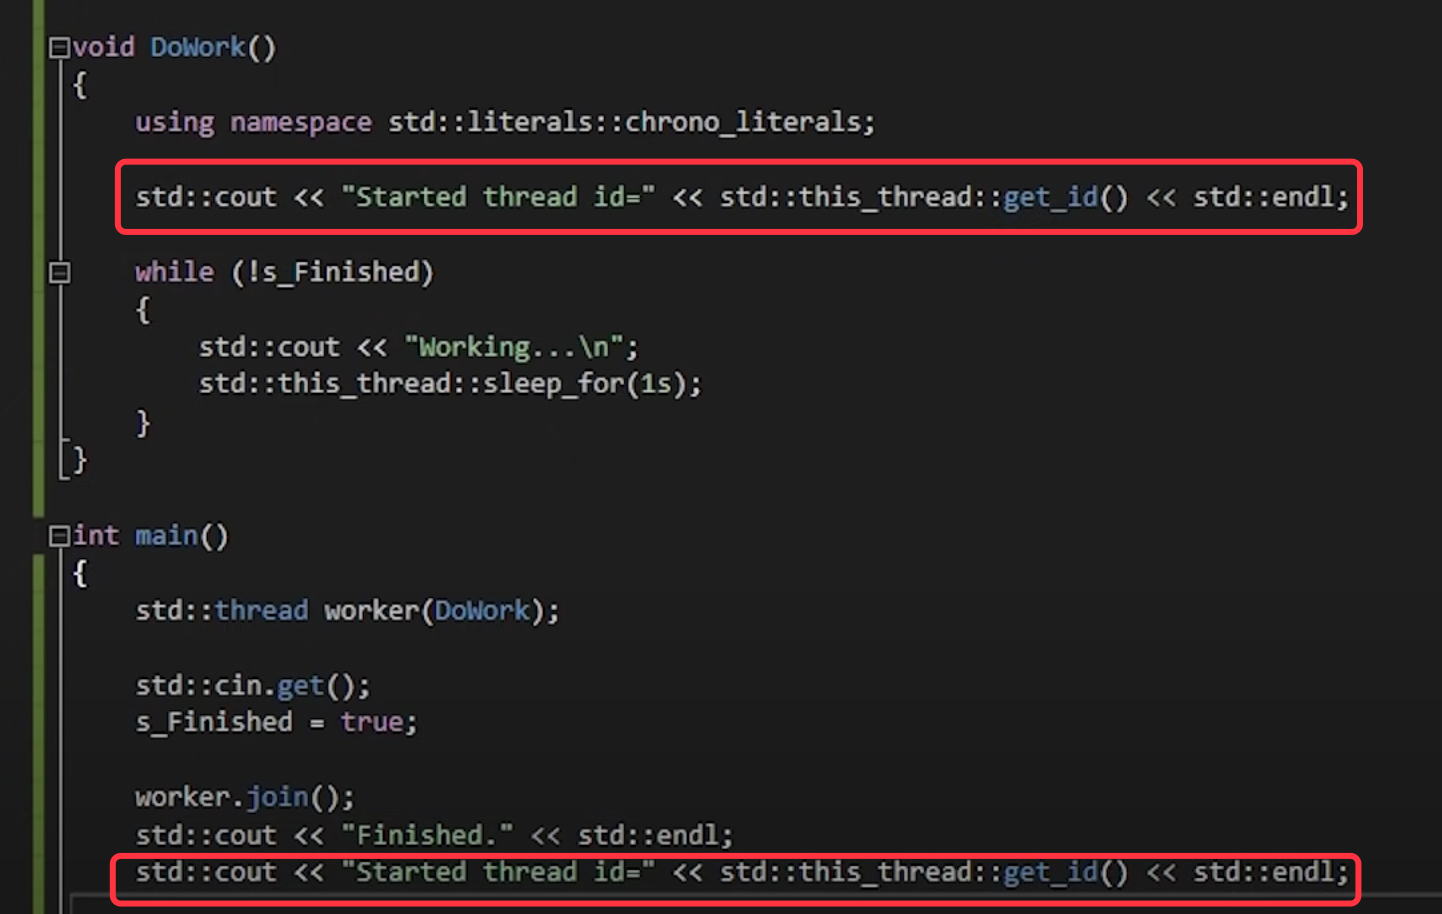 void DoWork()
{
using namespace std::literals::chrono_literals;
std::cout << "Started thread id=" << std::this_thread::get_id() << std::endl;
while (!s_Finished)
{
std::cout << "Working...\n";
std::this_thread::sleep_for(1s);
}
}
int main()
{
std::thread worker(DoWork);
std::cin.get();
s_Finished = true;
worker.join();
std::cout << "Finished." << std::endl;
std::cout << "Started thread id=" << std::this_thread::get_id() << std::endl;